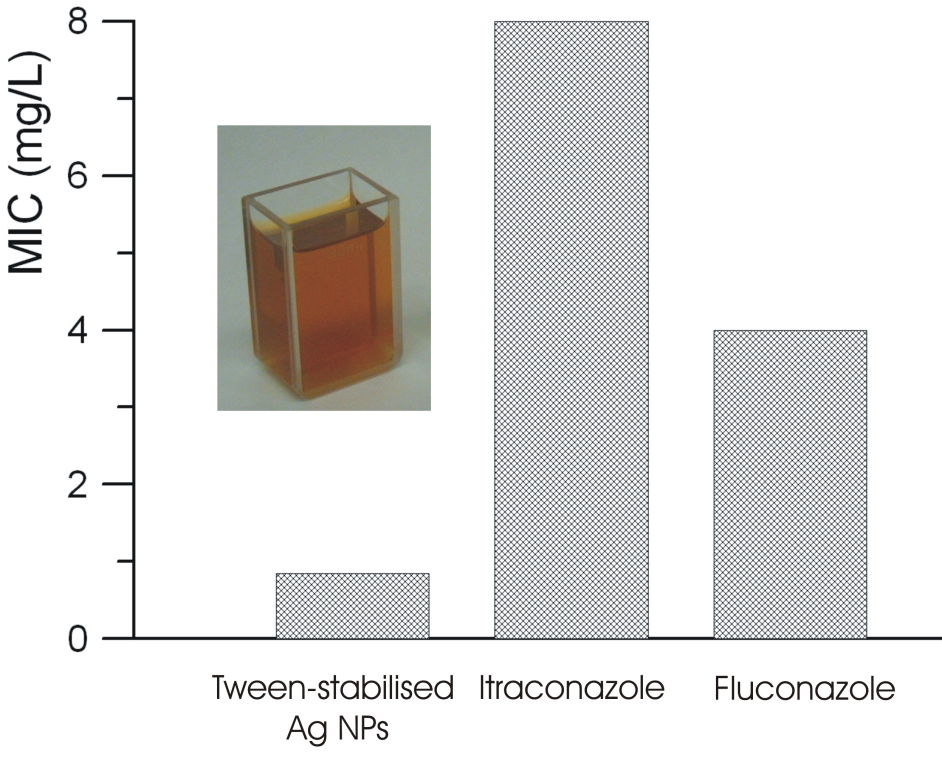 MIC (mg/L)
8
6
4
2
0
Tween-stabilised
Ag NPs
Itraconazole
Fluconazole